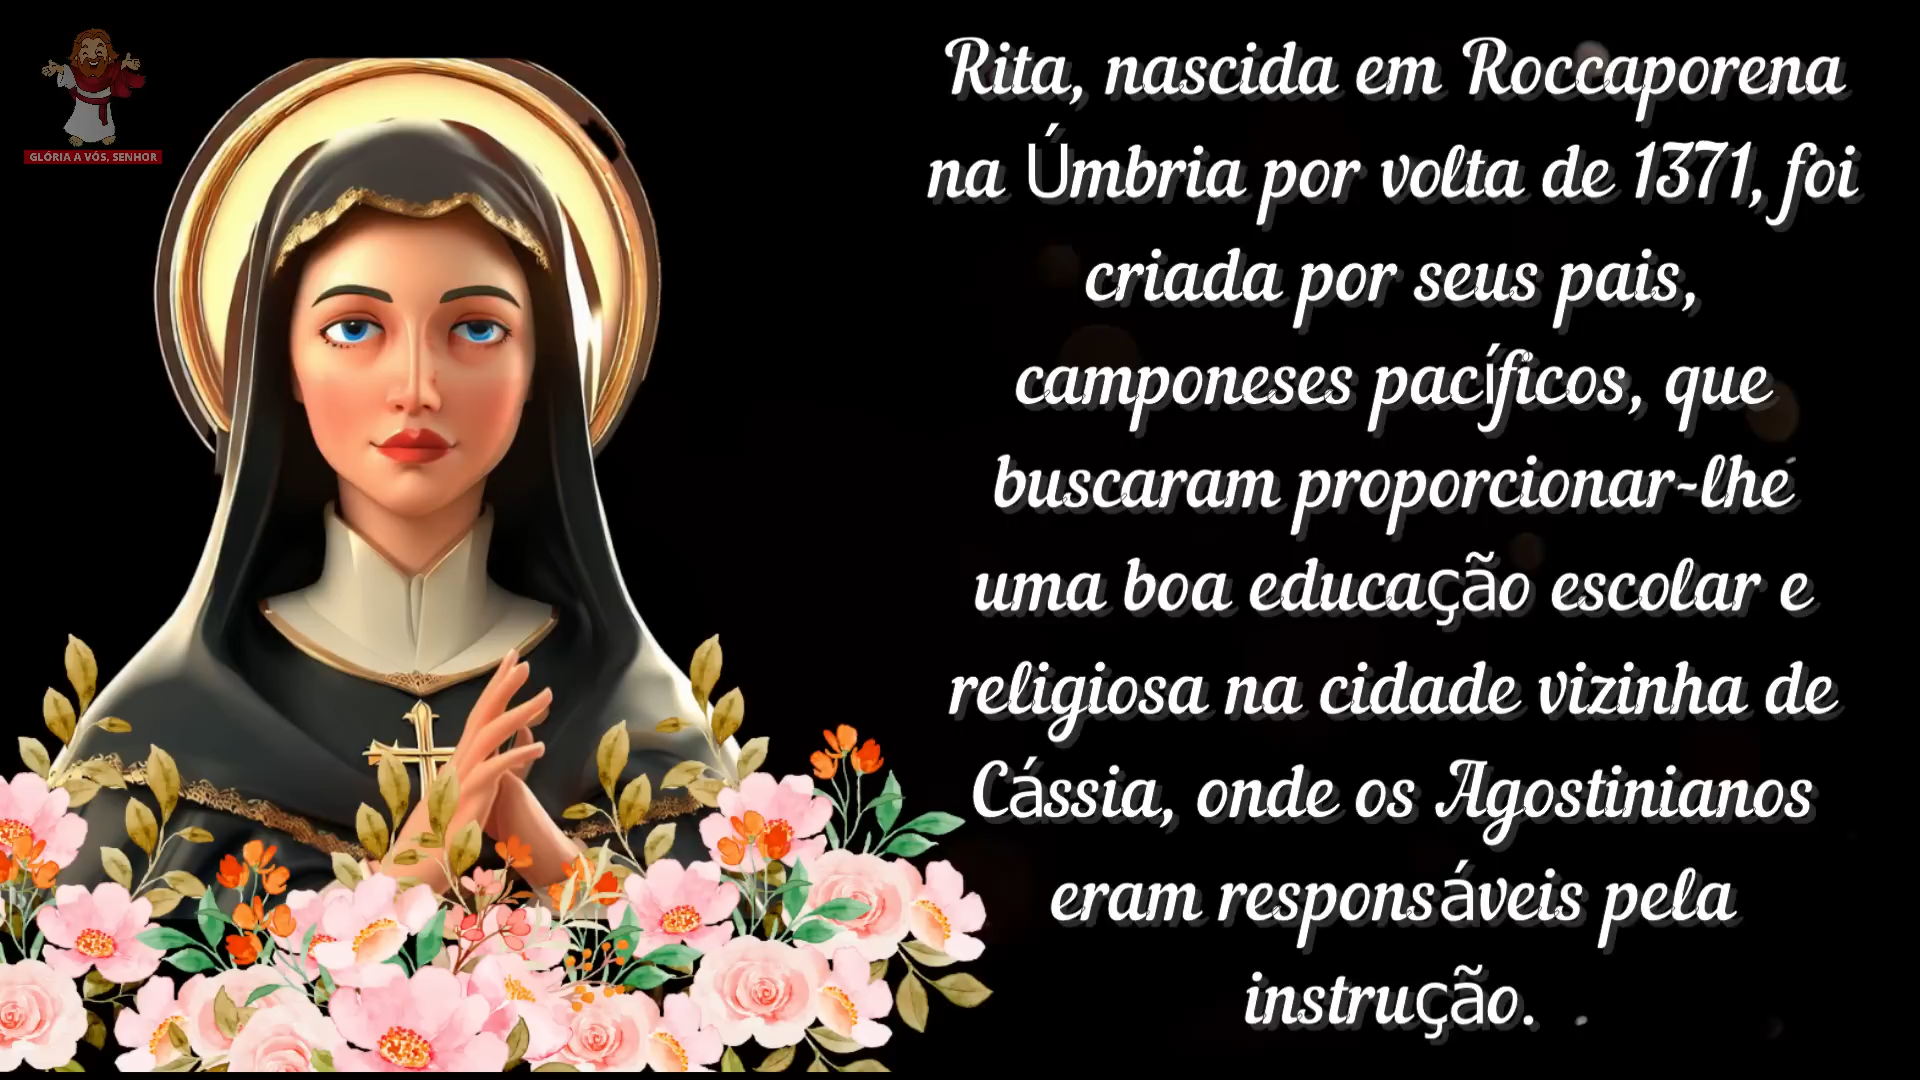 GLÓRIA A VÓS, SENHOR
Rita, nascida em Roccaporena
na Úmbria por volta de 1371, foi
criada por seus pais,
camponeses pacíficos, que
buscaram proporcionar-lhe
uma boa educação escolar e
religiosa na cidade vizinha de
Cássia, onde os Agostinianos
eram responsáveis pela
instrução.